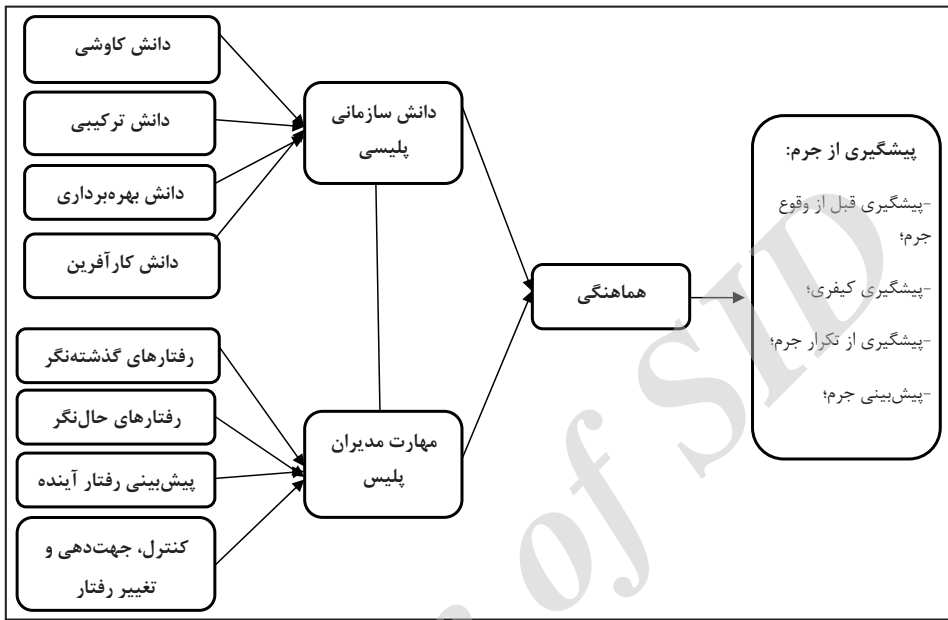 دانش کاوشی
دانش ترکیبی
دانش بهره‌برداری
دانش کارآفرین
رفتارهای گذشته‌نگر
رفتارهای حال‌نگر
پیش‌بینی رفتار آینده
کنترل، جهت‌دهی و
تغییر رفتار
دانش سازمانی
پلیسی
مهارت مدیران
پلیس
هماهنگی
پیشگیری از جرم:
-پیشگیری قبل از وقوع
جرم؛
-پیشگیری کیفری؛
-پیشگیری از تکرار جرم؛
-پیش‌بینی جرم؛
of SID